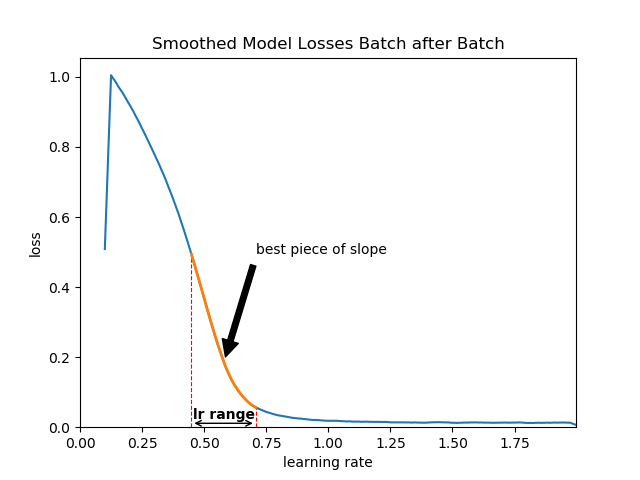 Smoothed Model Losses Batch after Batch
1.0
0.8
0.6
0.4
0.2
0.0
loss
best piece of slope
lr range
0.00 0.25 0.50 0.75 1.00 1.25 1.50 1.75
learning rate